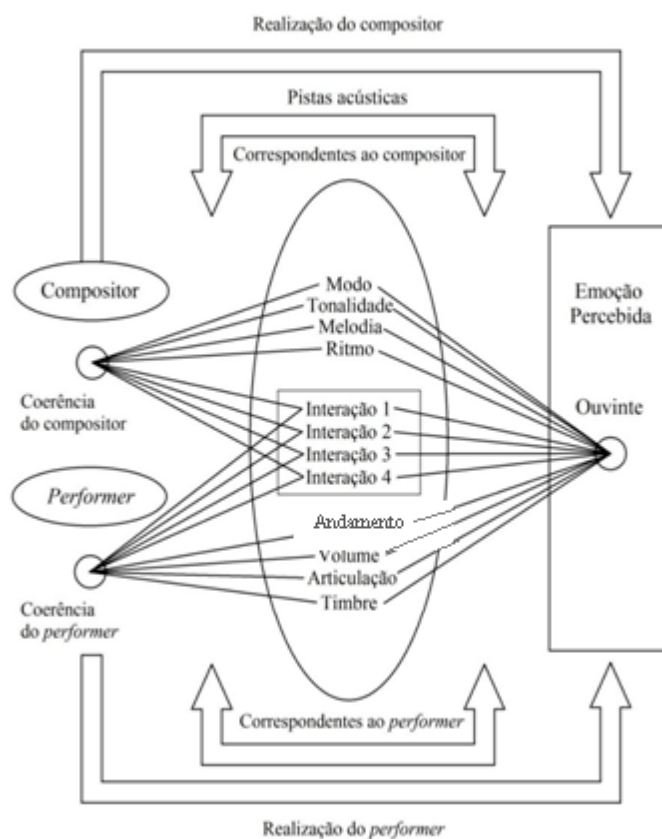 Realização do compositor
Pistas acústicas
Correspondentes ao compositor
Compositor
Modo
Tonalidade
Melodia
Ritmo
Emoção
Percebida
Coerência
do compositor
Interação 1
Interação 2
Interação 3
Interação 4
Ouvinte
Performer
Andamento
Volume
Articulação
Timbre
Coerência
do performer
Correspondentes ao performer
Realização do performer